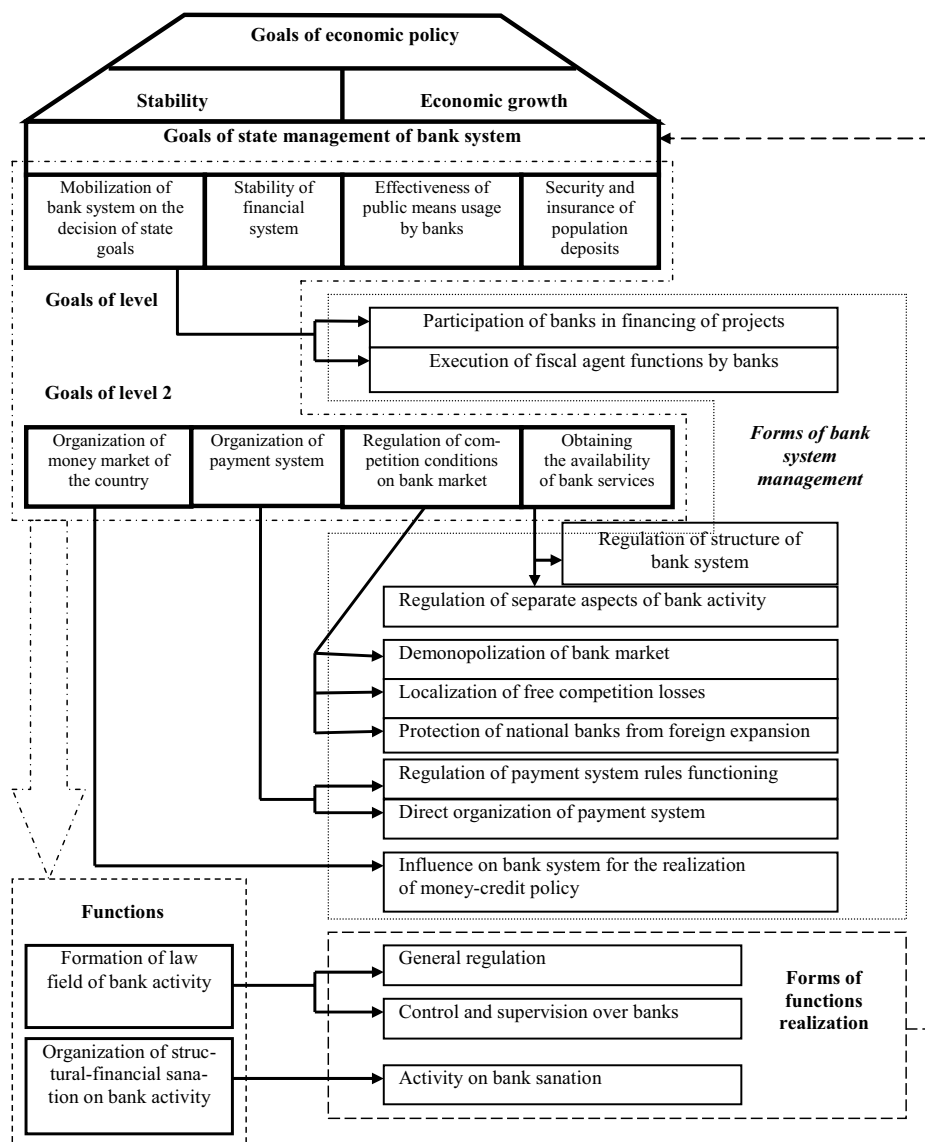 Goals of economic policy
Stability
Economic growth
Goals of state management of bank system
Mobilization of
bank system on the
decision of state
goals
Stability of
financial
system
Effectiveness of
public means usage
by banks
Security and
insurance of
population
deposits
Goals of level
Participation of banks in financing of projects
Execution of fiscal agent functions by banks
Goals of level 2
Organization of
money market of
the country
Organization of
payment system
Regulation of com-
petition conditions
on bank market
Obtaining
the availability
of bank services
Forms of bank
system
management
Regulation of structure of
bank system
Regulation of separate aspects of bank activity
Demonopolization of bank market
Localization of free competition losses
Protection of national banks from foreign expansion
Regulation of payment system rules functioning
Direct organization of payment system
Influence on bank system for the realization
of money-credit policy
Functions
Formation of law
field of bank activity
General regulation
Control and supervision over banks
Forms of
functions
realization
Organization of struc-
tural-financial sana-
tion on bank activity
Activity on bank sanation